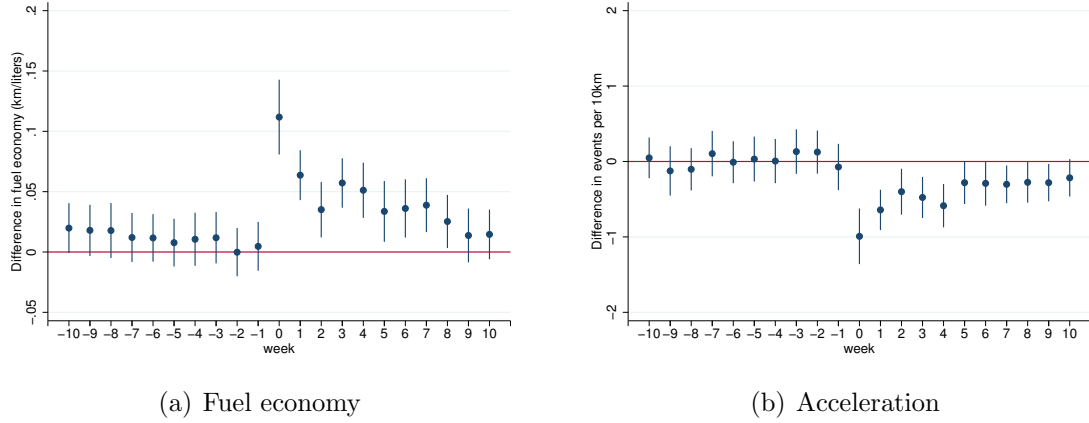 Difference in fuel economy (km/liters)
.2
.15
.1
.05
0
-.05
-10 -9 -8 -7 -6 -5 -4 -3 -2 -1 0 1 2 3 4 5 6 7 8 9 10
week
(a) Fuel economy
Difference in events per 10km
2
1
0
-1
-2
-10 -9 -8 -7 -6 -5 -4 -3 -2 -1 0 1 2 3 4 5 6 7 8 9 10
week
(b) Acceleration